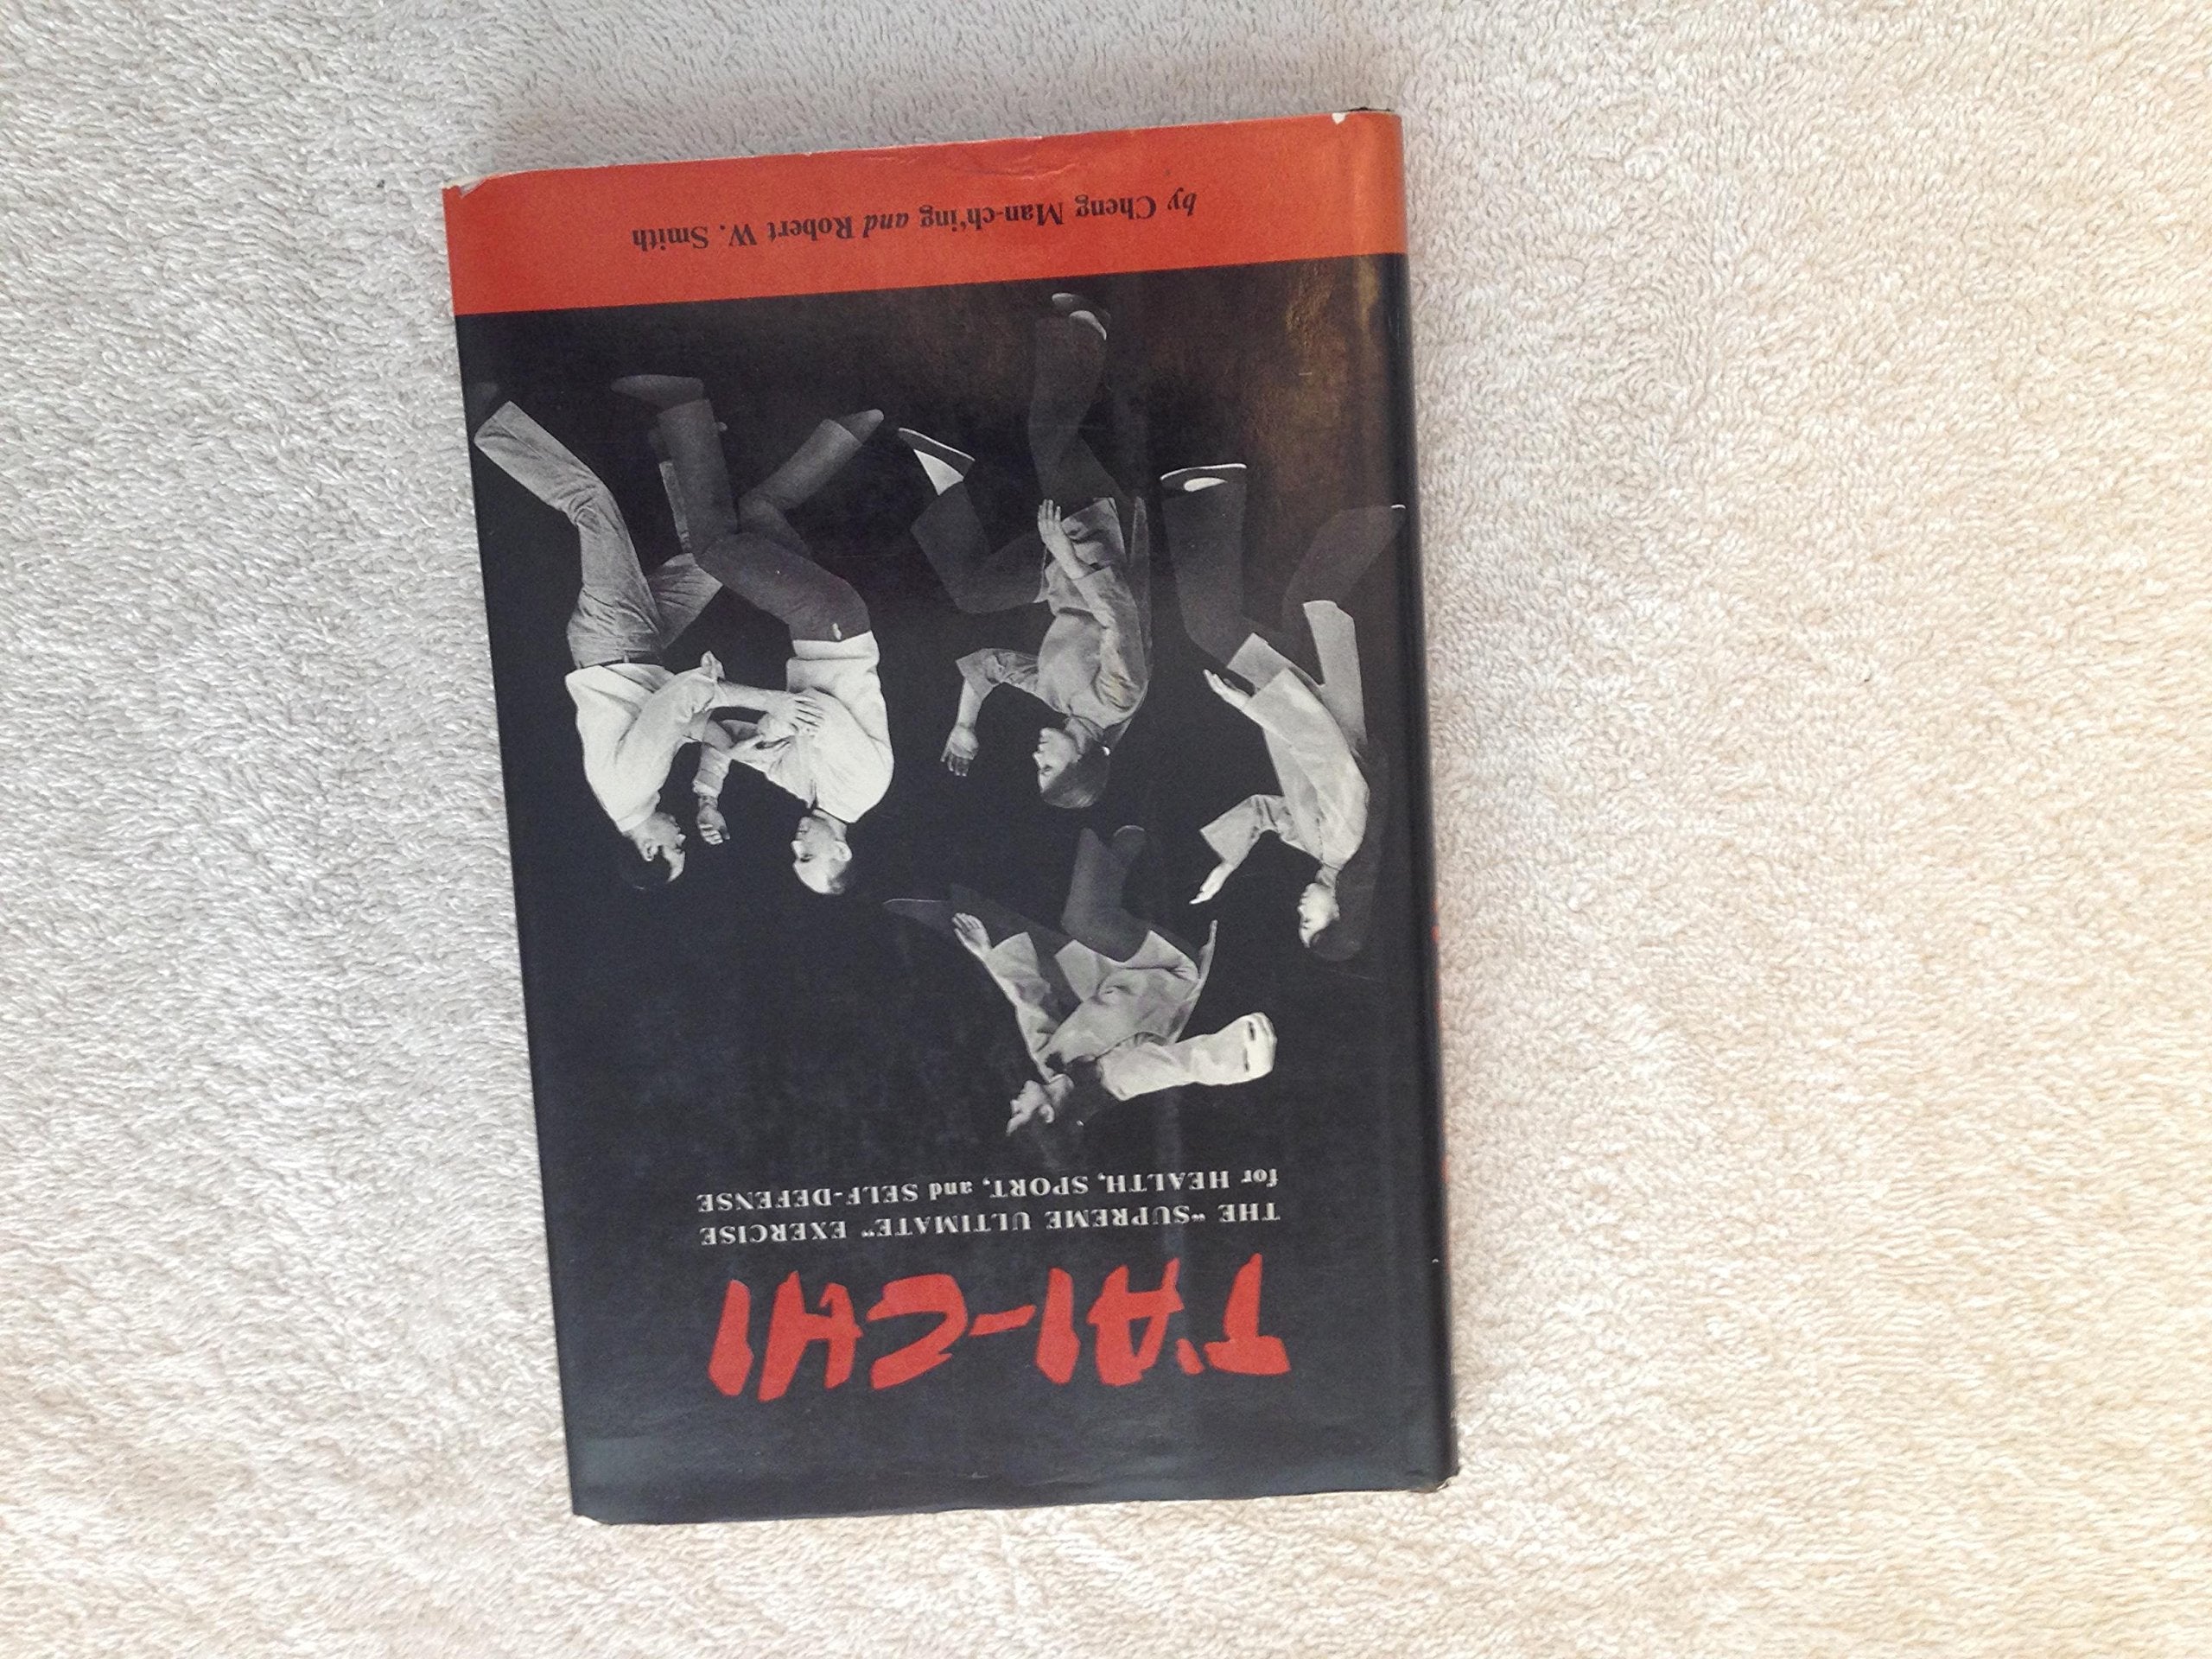 T'AI-CHI
THE "SUPREME ULTIMATE" EXERCISE
for HEALTH, SPORT, and SELF-DEFENSE
by Cheng Man-ch'ing and Robert W. Smith